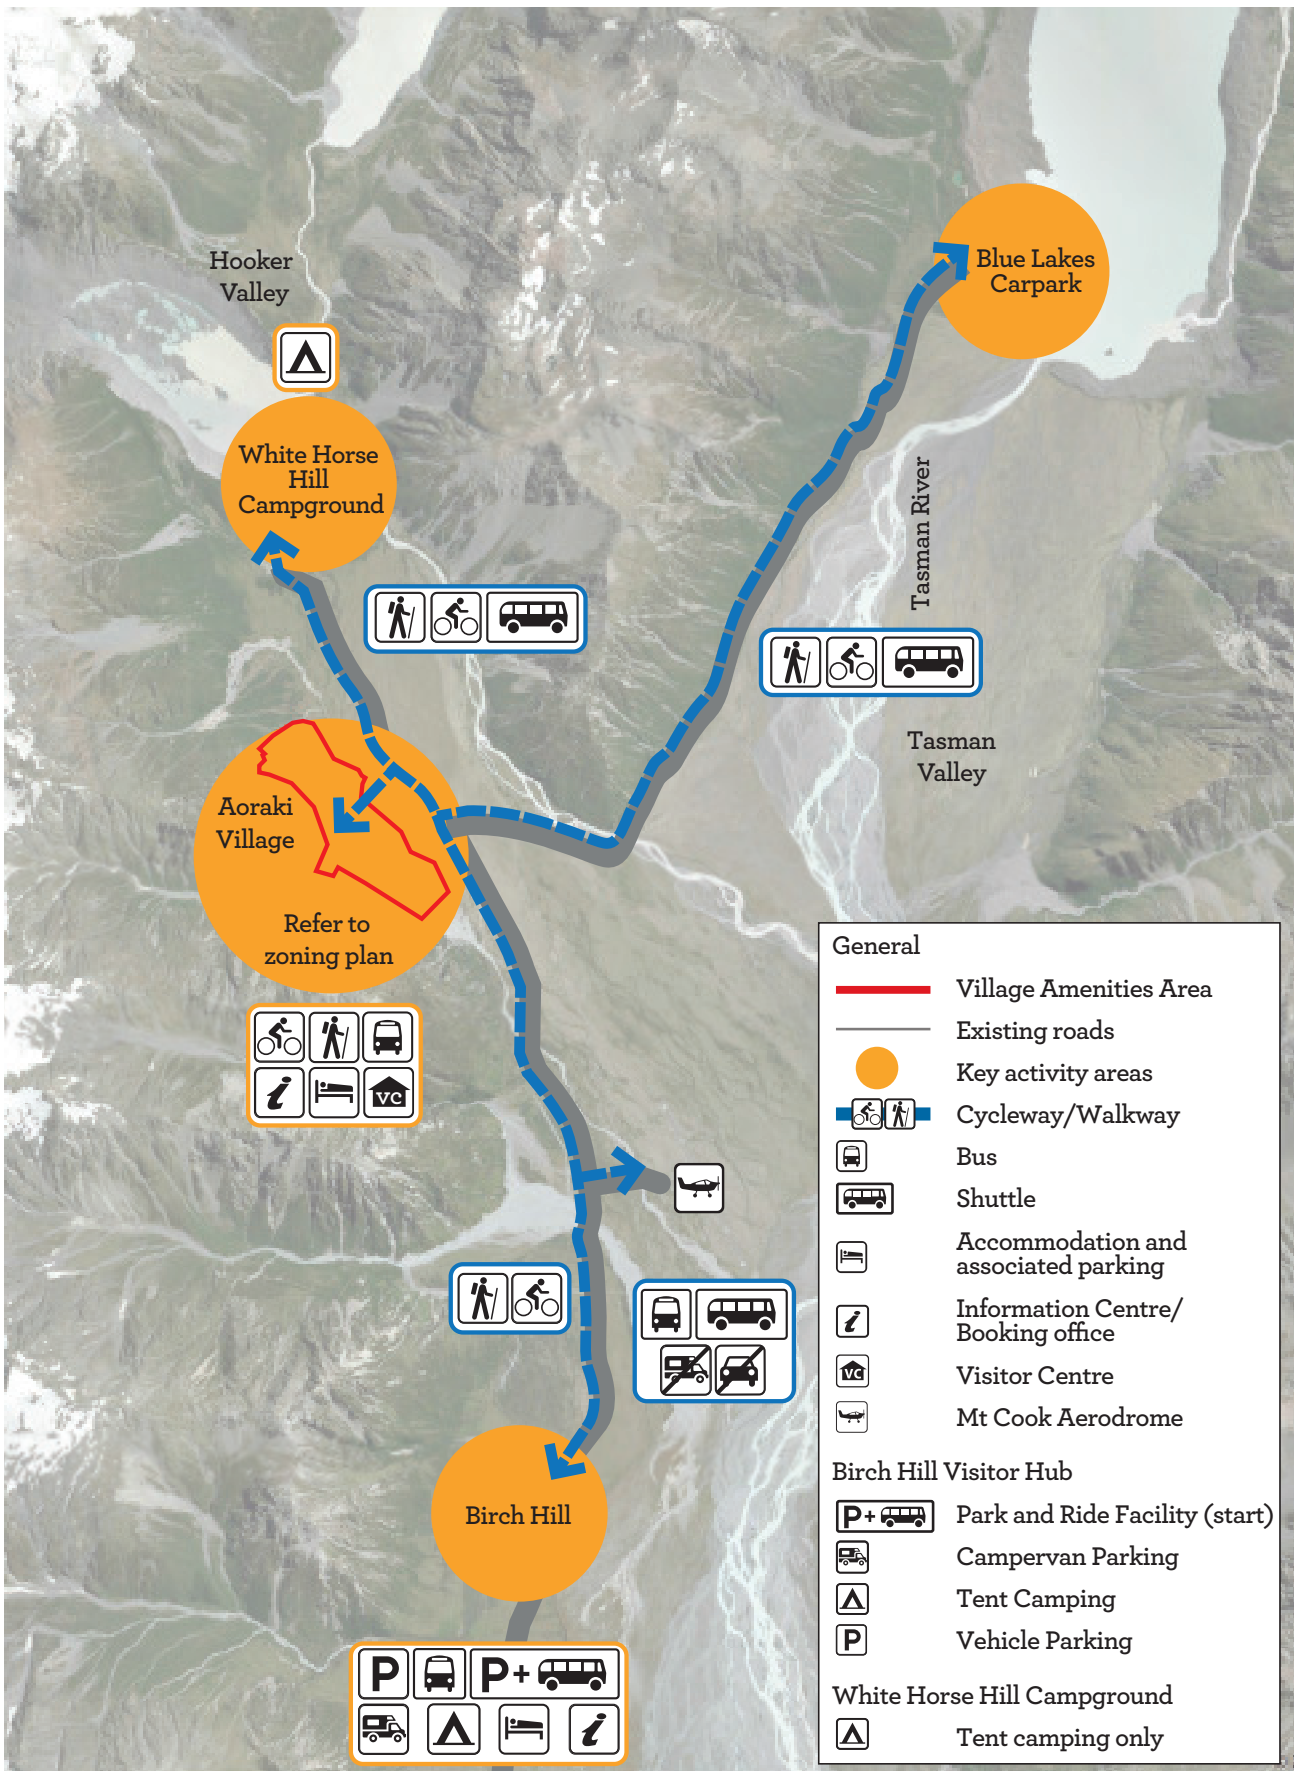 Hooker
Valley
Blue Lakes
Carpark
White Horse
Hill
Campground
Tasman River
Tasman
Valley
Aoraki
Village
Refer to
zoning plan
VC
Birch Hill
P
P+
General
Village Amenities Area
Existing roads
Key activity areas
Cycleway/Walkway
Bus
Shuttle
Accommodation and
associated parking
i
Information Centre/
Booking office
VC
Visitor Centre
Mt Cook Aerodrome
Birch Hill Visitor Hub
P+
Park and Ride Facility (start)
Campervan Parking
Tent Camping
P
Vehicle Parking
White Horse Hill Campground
Tent camping only